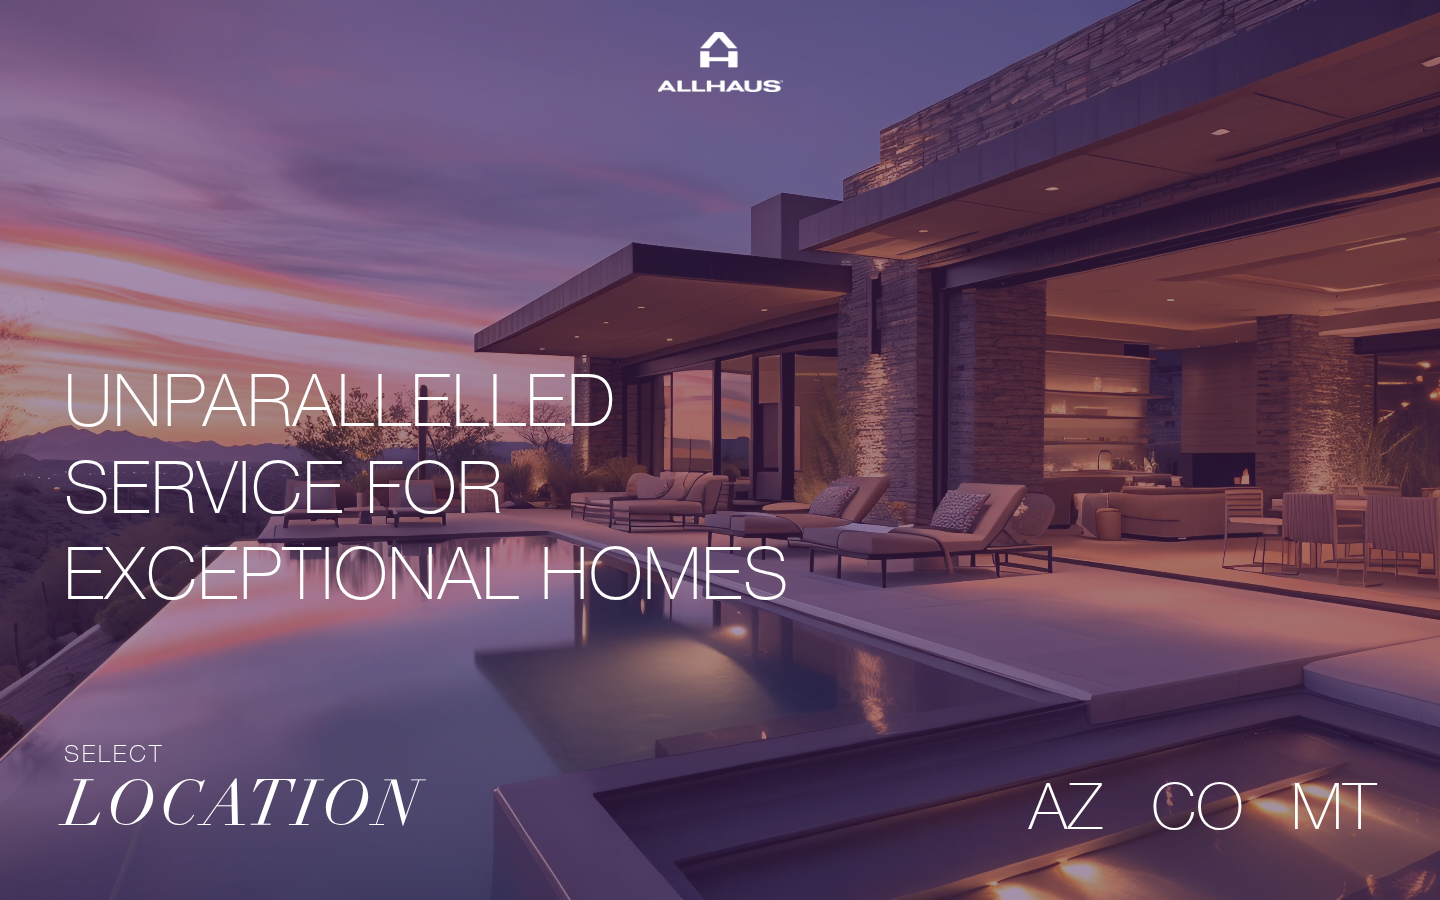 ALLHAUS
UNPARALLELLED
SERVICE FOR
EXCEPTIONAL HOMES
SELECT
LOCATION
AZ CO MT